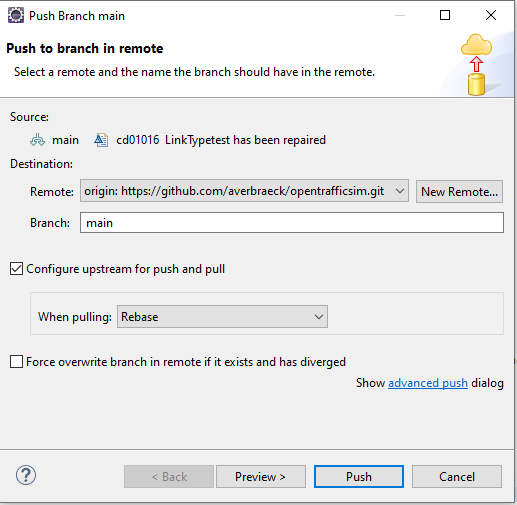 Push Branch main
Push to branch in remote
Select a remote and the name the branch should have in the remote.
Source:
main cd01016 LinkTypetest has been repaired
Destination:
Remote: origin: https://github.com/averbraeck/opentrafficsim.git New Remote...
Branch: main
Configure upstream for push and pull
When pulling: Rebase
Force overwrite branch in remote if it exists and has diverged
Show advanced push dialog
? < Back Preview > Push Cancel